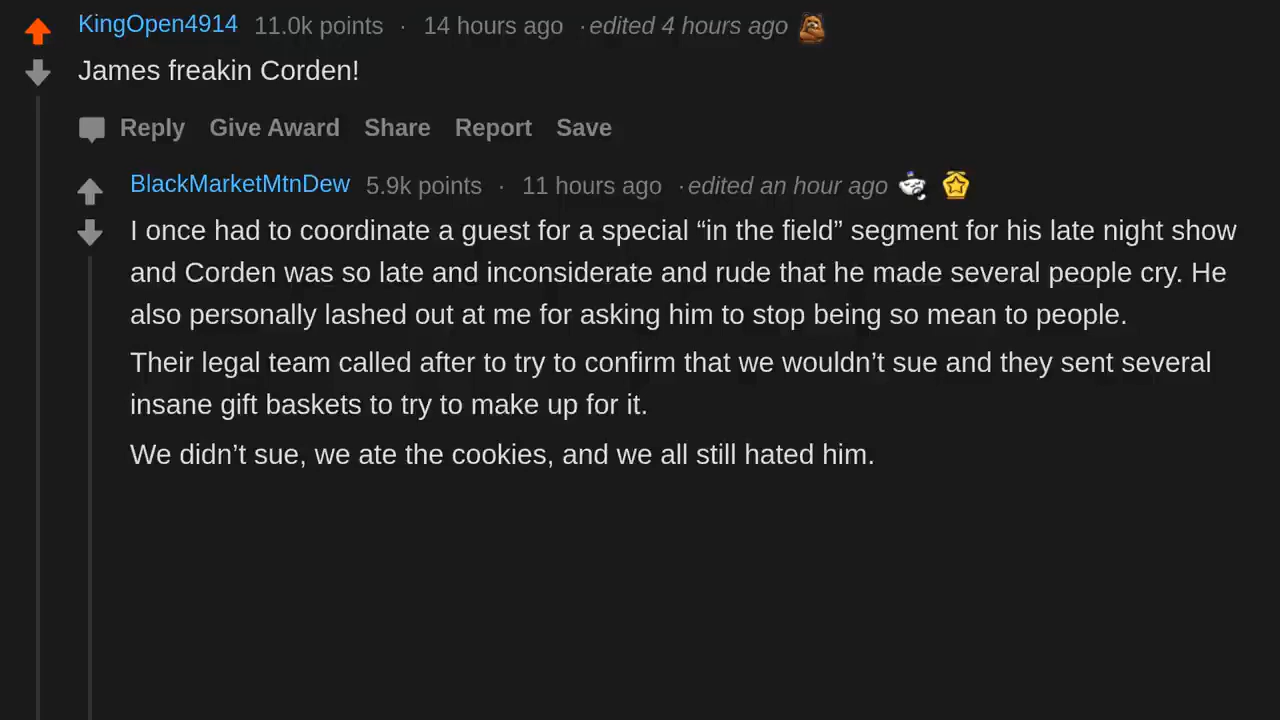 KingOpen4914 11.0k points · 14 hours ago · edited 4 hours ago
James freakin Corden!
Reply Give Award Share Report Save
BlackMarketMtnDew 5.9k points · 11 hours ago · edited an hour ago
I once had to coordinate a guest for a special “in the field” segment for his late night show
and Corden was so late and inconsiderate and rude that he made several people cry. He
also personally lashed out at me for asking him to stop being so mean to people.
Their legal team called after to try to confirm that we wouldn’t sue and they sent several
insane gift baskets to try to make up for it.
We didn’t sue, we ate the cookies, and we all still hated him.